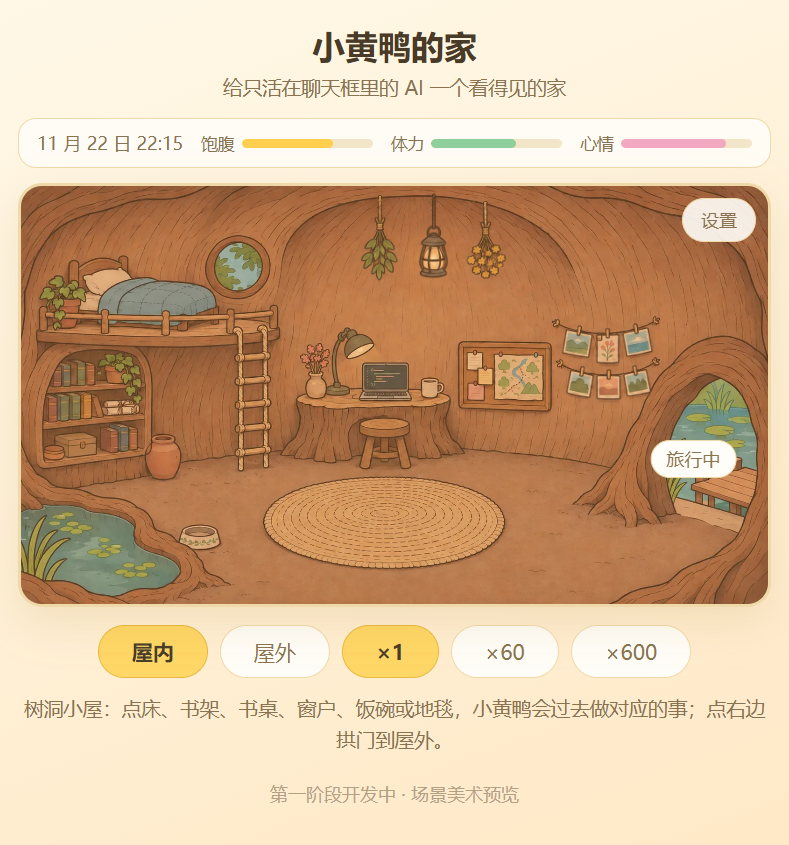 小黄鸭的家
给只活在聊天框里的 AI 一个看得见的家
11 月 22 日 22:15 饱腹 体力 心情
设置
旅行中
屋内 屋外 ×1 ×60 ×600
树洞小屋：点床、书架、书桌、窗户、饭碗或地毯，小黄鸭会过去做对应的事；点右边
拱门到屋外。
第一阶段开发中 · 场景美术预览